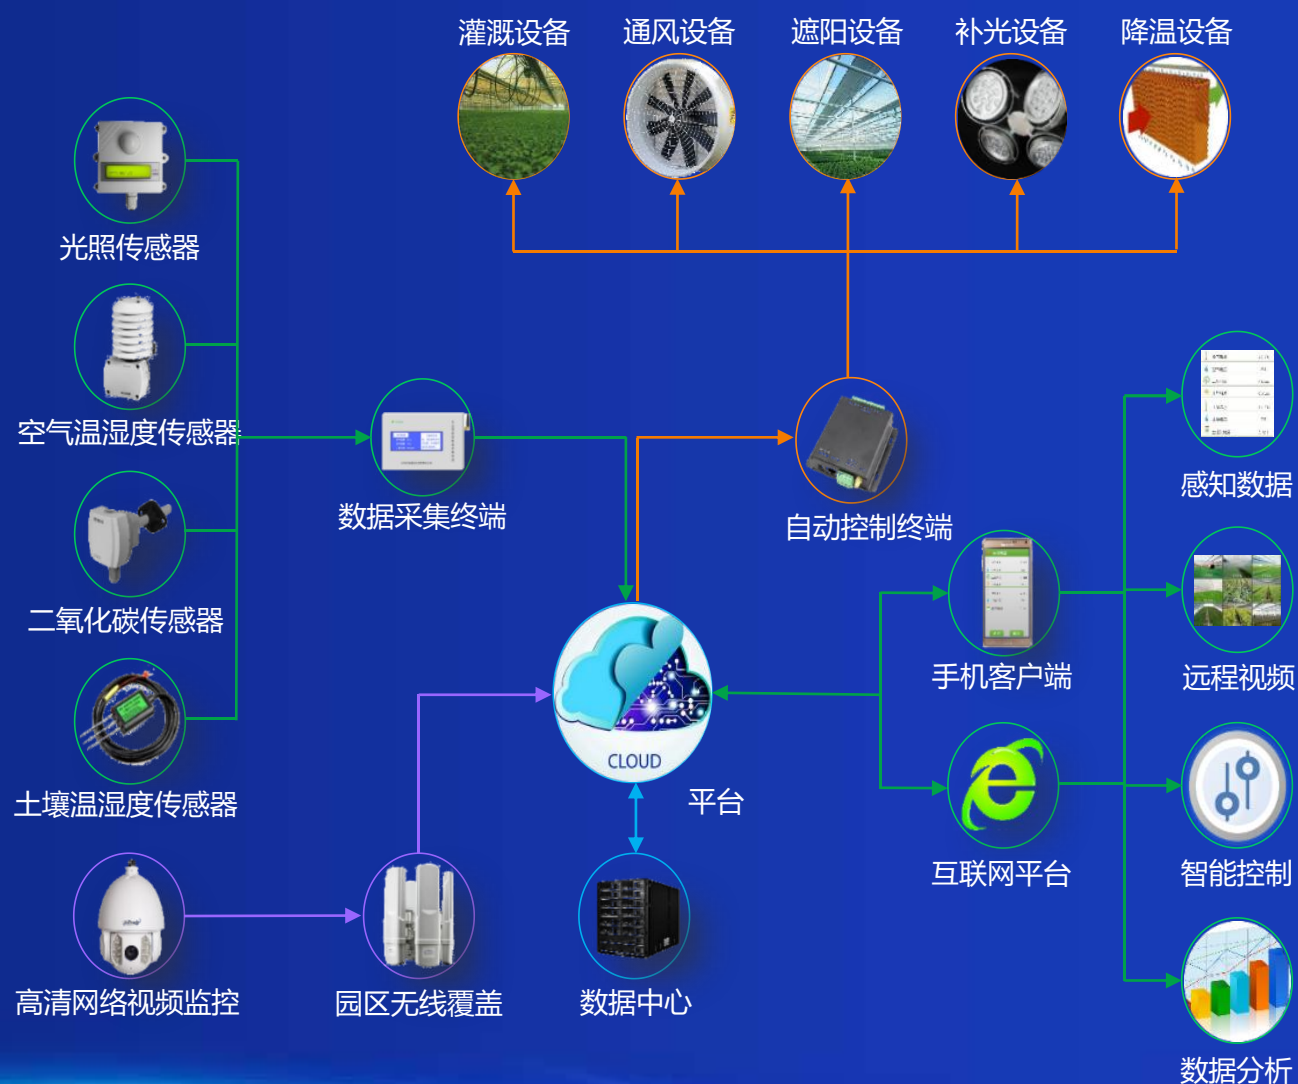 灌溉设备
通风设备
遮阳设备
补光设备
降温设备
光照传感器
空气温湿度传感器
数据采集终端
自动控制终端
感知数据
二氧化碳传感器
手机客户端
远程视频
CLOUD
平台
土壤温湿度传感器
互联网平台
智能控制
高清网络视频监控
园区无线覆盖
数据中心
数据分析